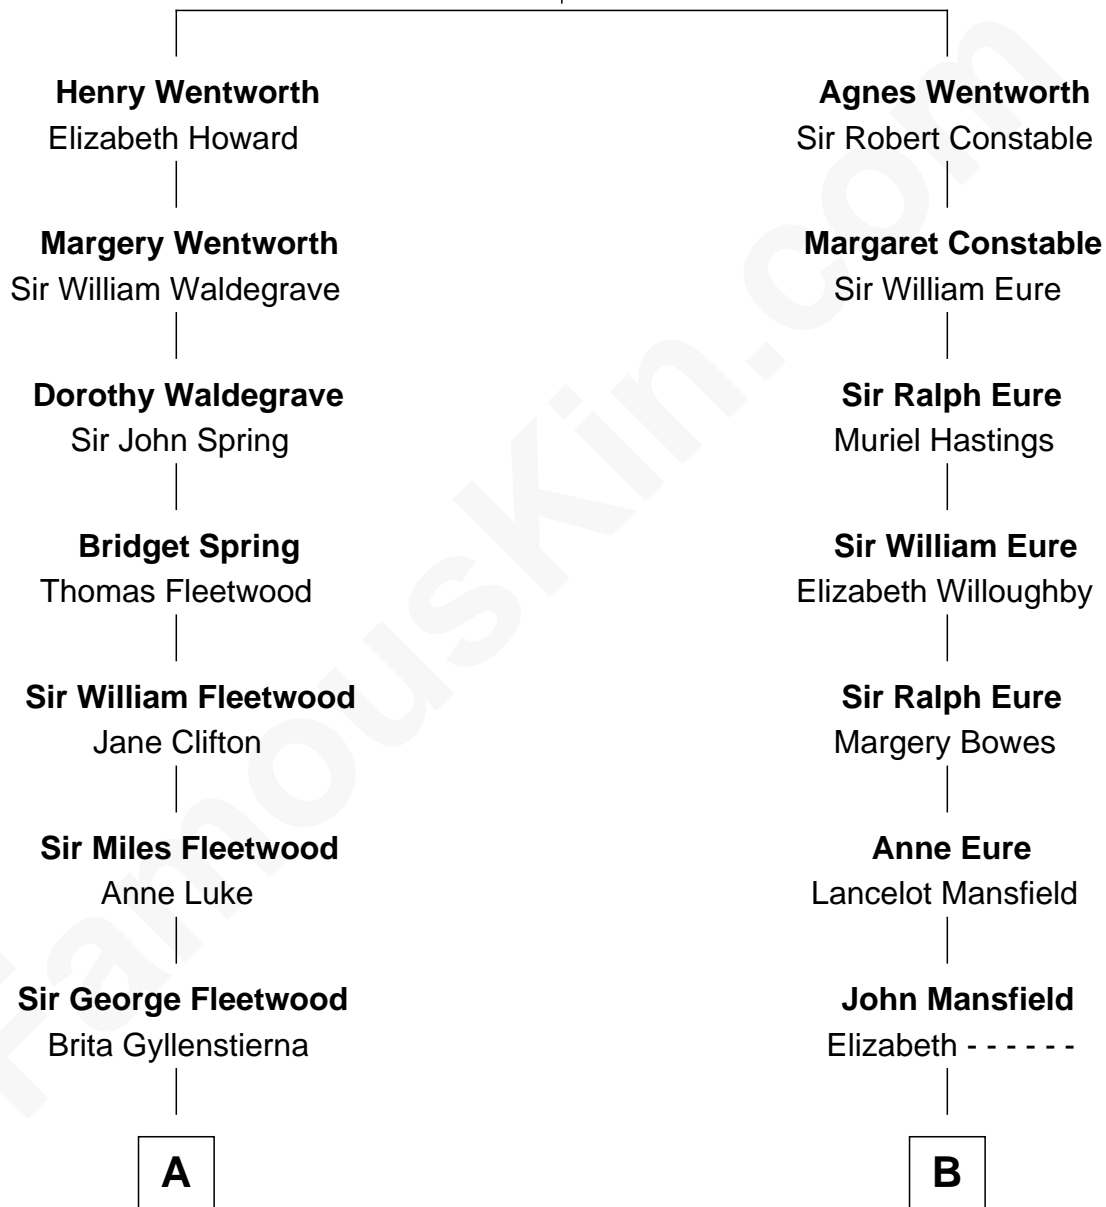 Henry Wentworth
Elizabeth Howard
Margery Wentworth
Sir William Waldegrave
Dorothy Waldegrave
Sir John Spring
Bridget Spring
Thomas Fleetwood
Sir William Fleetwood
Jane Clifton
Sir Miles Fleetwood
Anne Luke
Sir George Fleetwood
Brita Gyllenstierna
A
Agnes Wentworth
Sir Robert Constable
Margaret Constable
Sir William Eure
Sir Ralph Eure
Muriel Hastings
Sir William Eure
Elizabeth Willoughby
Sir Ralph Eure
Margery Bowes
Anne Eure
Lancelot Mansfield
John Mansfield
Elizabeth - - - - - -
B
FamousKin.com